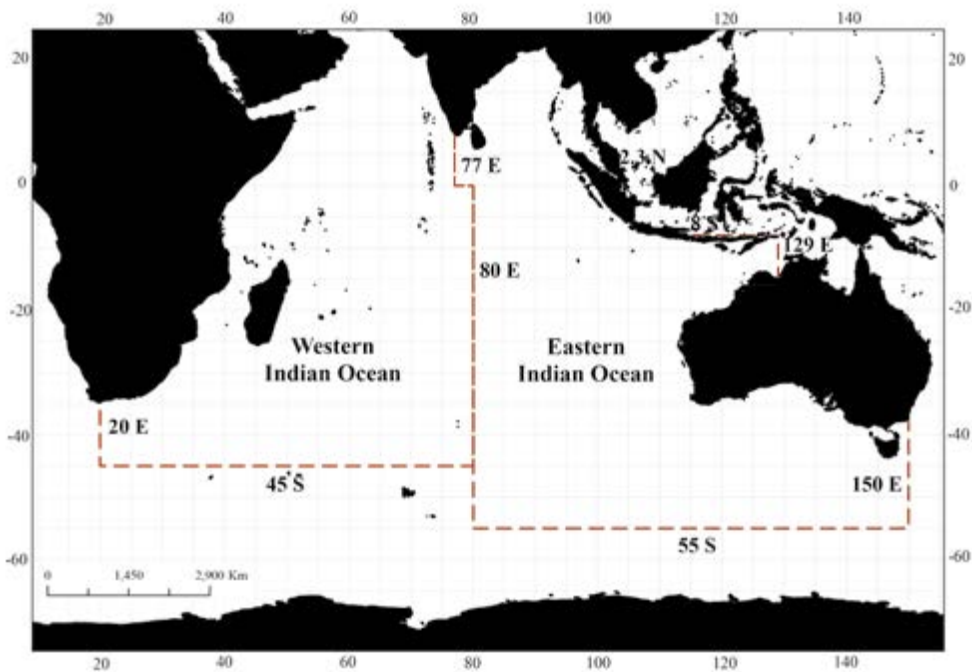 20 40 60 80 100 120 140
20 20
2.3 N
77 E
0 0
8 S
129 E
80 E
-20 -20
Western
Indian Ocean
Eastern
Indian Ocean
20 E
-40 -40
45 S
150 E
55 S
-60 -60
0 1,450 2,900 Km
20 40 60 80 100 120 140